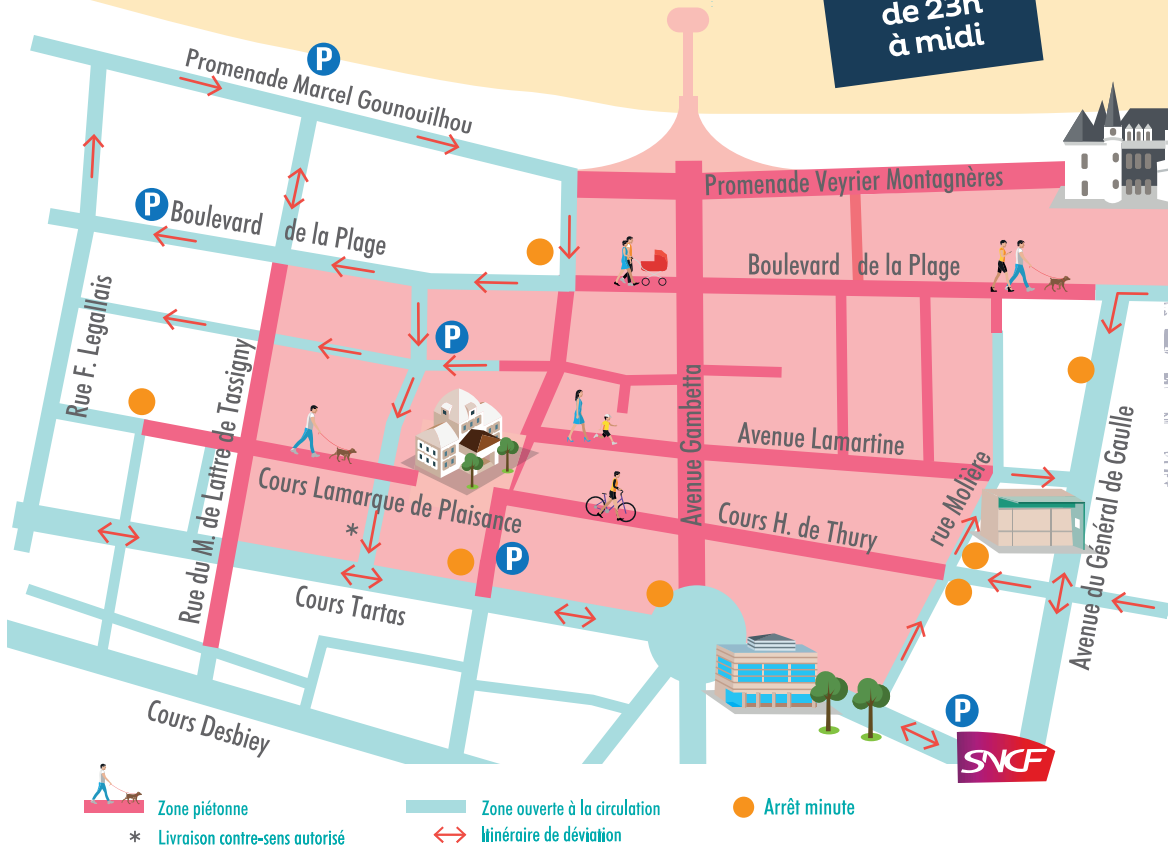 de 23h
à midi
P
Promenade Marcel Gounouilhou
Promenade Veyrier Montagnères
P
Boulevard de la Plage
Boulevard de la Plage
P
Rue F. Legallais
Rue du M. de Lattre de Tassigny
Avenue Gambetta
Avenue Lamartine
Cours Lamarque de Plaisance
*
Cours H. de Thury
rue Molière
Avenue du Général de Gaulle
P
Cours Tartas
Cours Desbiey
P
SNCF
Zone piétonne
Zone ouverte à la circulation
Arrêt minute
* Livraison contre-sens autorisé
Itinéraire de déviation